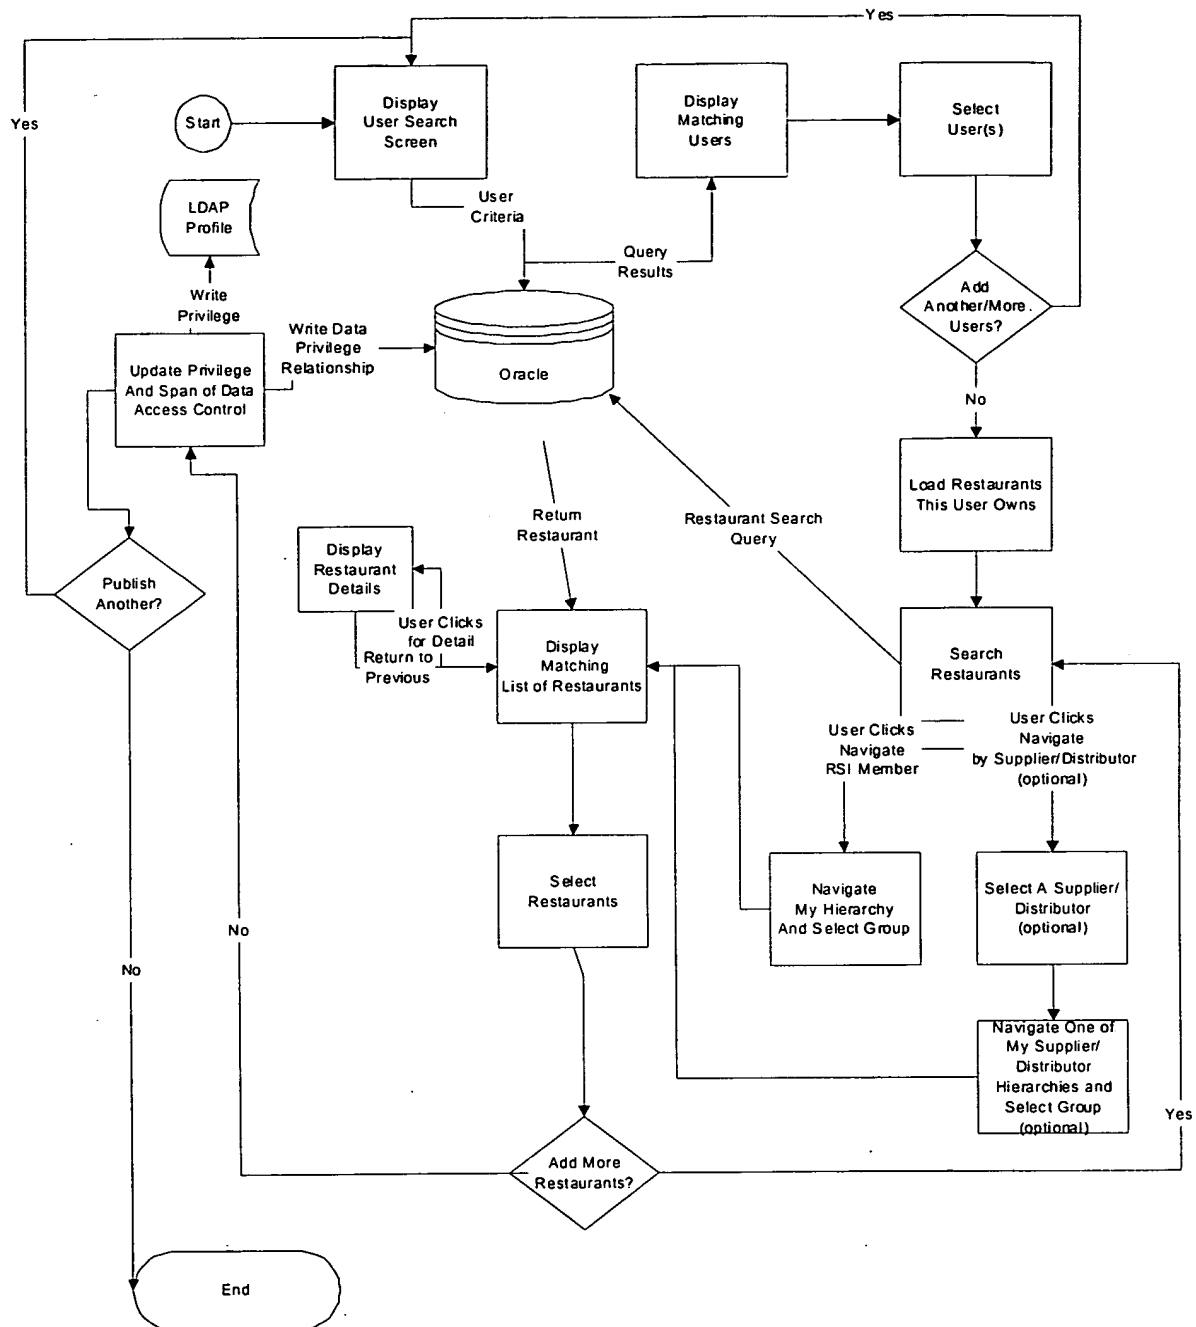 Yes
Yes
Start
Display
User Search
Screen
Display
Matching
Users
Select
User(s)
LDAP
Profile
User
Criteria
Query
Results
Write
Privilege
Write Data
Privilege
Relationship
Add
Another/More.
Users?
Update Privilege
And Span of Data
Access Control
Oracle
No
Load Restaurants
This User Owns
Return
Restaurant
Restaurant Search
Query
Display
Restaurant
Details
Publish
Another?
User Clicks
for Detail
Return to
Previous
Display
Matching
List of Restaurants
Search
Restaurants
User Clicks
Navigate
RSI Member
User Clicks
Navigate
by Supplier/Distributor
(optional)
Select
Restaurants
Navigate
My Hierarchy
And Select Group
Select A Supplier/
Distributor
(optional)
No
No
Navigate One of
My Supplier/
Distributor
Hierarchies and
Select Group
(optional)
Yes
Add More
Restaurants?
End